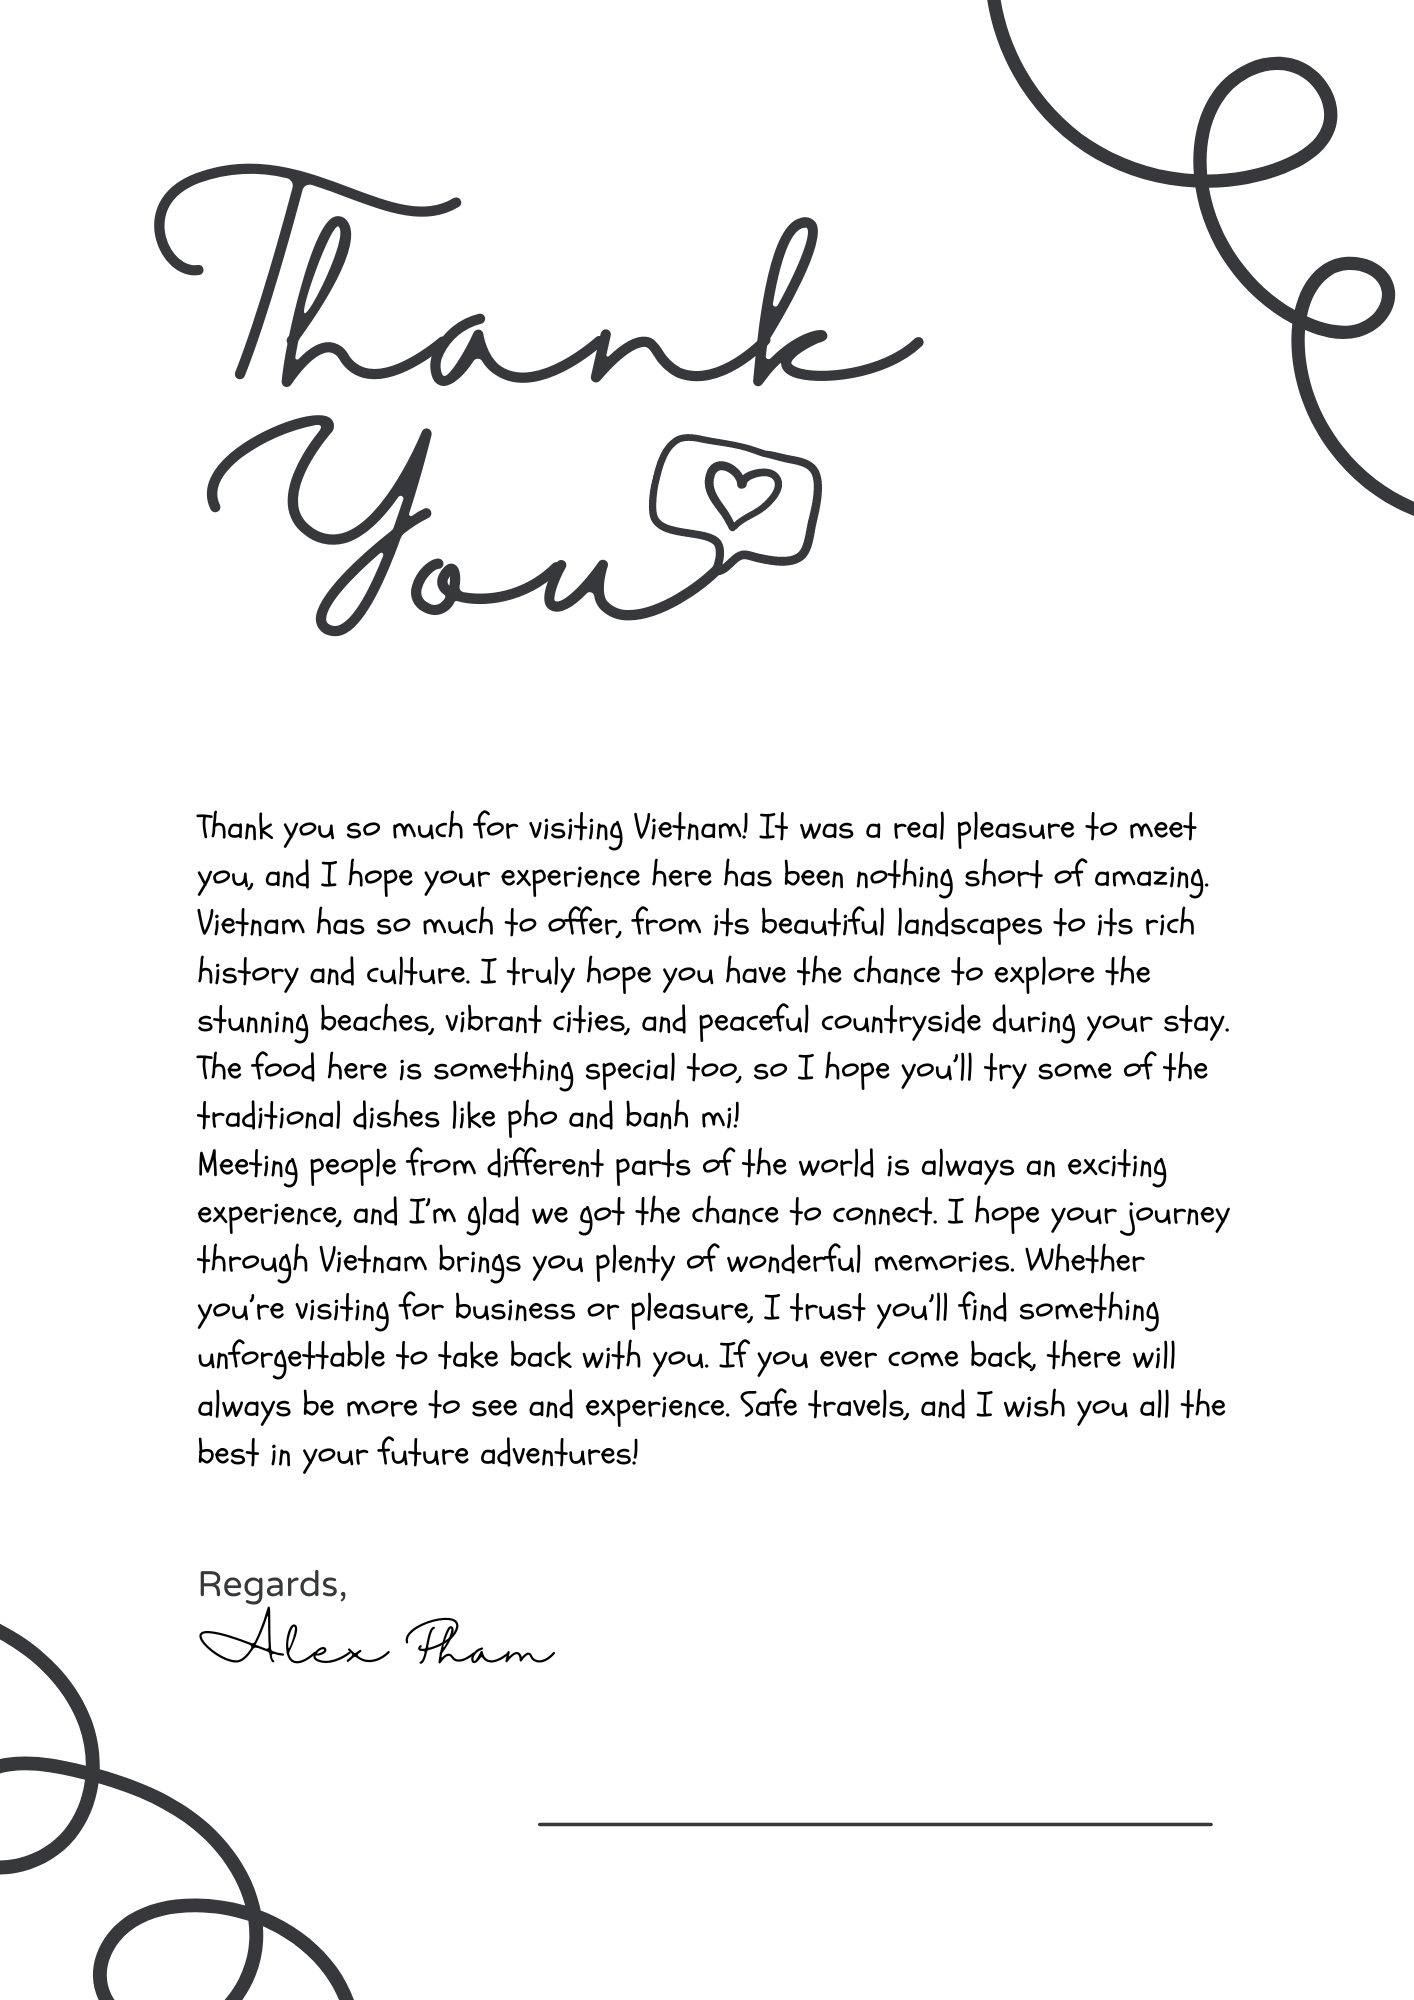 Thank
You
Thank you so much for visiting Vietnam! It was a real pleasure to meet
you, and I hope your experience here has been nothing short of amazing.
Vietnam has so much to offer, from its beautiful landscapes to its rich
history and culture. I truly hope you have the chance to explore the
stunning beaches, vibrant cities, and peaceful countryside during your stay.
The food here is something special too, so I hope you'll try some of the
traditional dishes like pho and banh mi!
Meeting people from different parts of the world is always an exciting
experience, and I'm glad we got the chance to connect. I hope your journey
through Vietnam brings you plenty of wonderful memories. Whether
you're visiting for business or pleasure, I trust you'll find something
unforgettable to take back with you. If you ever come back, there will
always be more to see and experience. Safe travels, and I wish you all the
best in your future adventures!
Regards,
Alex Pham